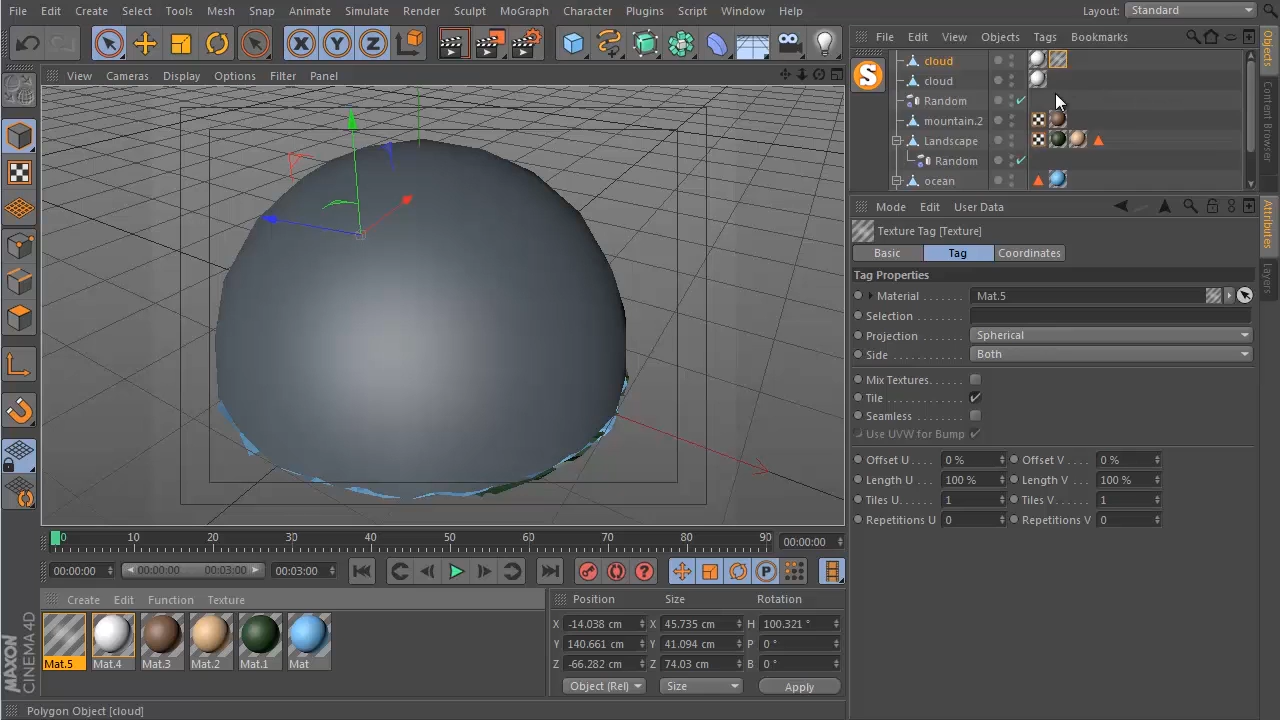 File Edit Create Select Tools Mesh Snap Animate Simulate Render Sculpt MoGraph Character Plugins Script Window Help Layout: Standard
File Edit View Objects Tags Bookmarks
X Y Z
View Cameras Display Options Filter Panel
cloud
cloud
Random
mountain.2
Landscape
Random
ocean
Objects
Content Browser
Attributes
Layers
Mode Edit User Data
Texture Tag [Texture]
Basic Tag Coordinates
Tag Properties
Material . . . . . . . Mat.5
Selection . . . . . . .
Projection . . . . . . Spherical
Side . . . . . . . . . Both
Mix Textures. . . . . .
Tile . . . . . . . . . . . .
Seamless . . . . . . .
Use UVW for Bump
Offset U . . . . 0 % Offset V . . . . 0 %
Length U . . . 100 % Length V . . . 100 %
Tiles U. . . . . 1 Tiles V. . . . . 1
Repetitions U 0 Repetitions V 0
0 10 20 30 40 50 60 70 80 90 00:00:00
00:00:00 00:00:00 00:03:00 00:03:00
Create Edit Function Texture
Mat.5 Mat.4 Mat.3 Mat.2 Mat.1 Mat
Position Size Rotation
X -14.038 cm X 45.735 cm H 100.321 °
Y 140.661 cm Y 41.094 cm P 0 °
Z -66.282 cm Z 74.03 cm B 0 °
Object (Rel) Size Apply
MAXON CINEMA 4D
Polygon Object [cloud]